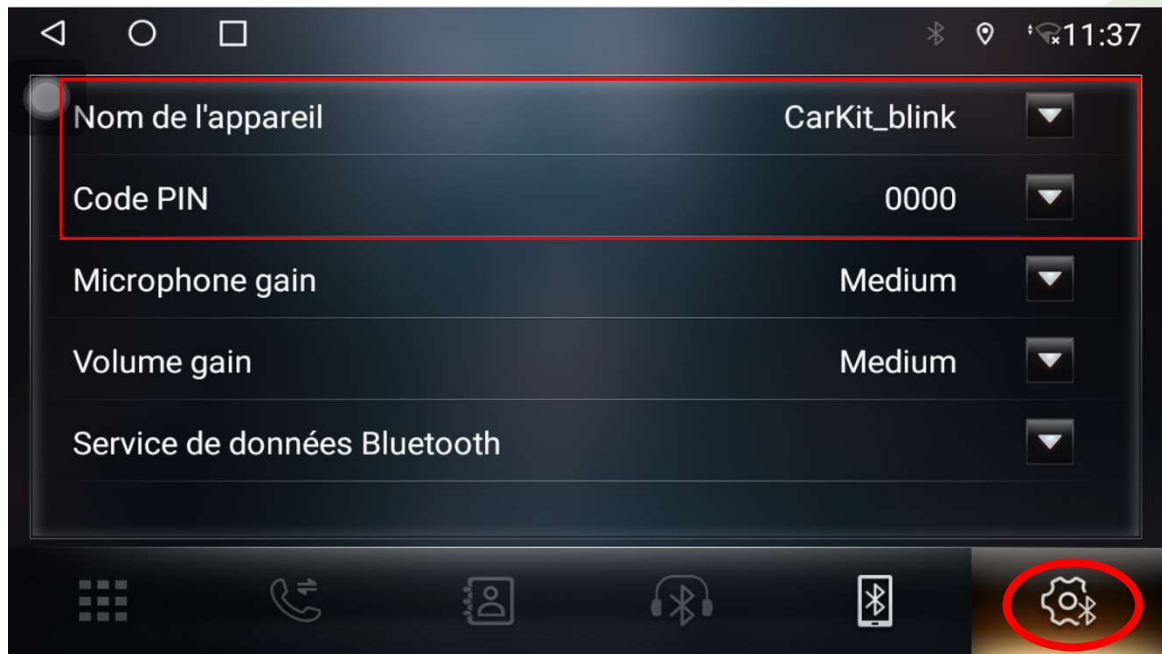 11:37
Nom de l'appareil CarKit_blink
Code PIN 0000
Microphone gain Medium
Volume gain Medium
Service de données Bluetooth